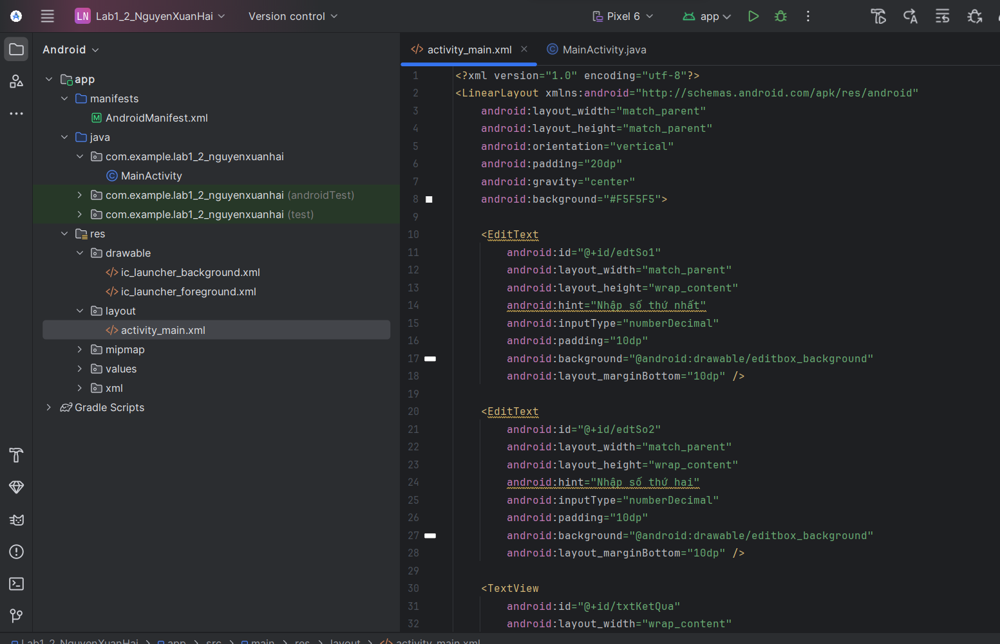 LN Lab1_2_NguyenXuanHai Version control Pixel 6 app
Android
app
manifests
AndroidManifest.xml
java
com.example.lab1_2_nguyenxuanhai
MainActivity
com.example.lab1_2_nguyenxuanhai (androidTest)
com.example.lab1_2_nguyenxuanhai (test)
res
drawable
ic_launcher_background.xml
ic_launcher_foreground.xml
layout
activity_main.xml
mipmap
values
xml
Gradle Scripts
activity_main.xml MainActivity.java
1 <?xml version="1.0" encoding="utf-8"?>
2 <LinearLayout xmlns:android="http://schemas.android.com/apk/res/android"
3 android:layout_width="match_parent"
4 android:layout_height="match_parent"
5 android:orientation="vertical"
6 android:padding="20dp"
7 android:gravity="center"
8 android:background="#F5F5F5">
9
10 <EditText
11 android:id="@+id/edtSo1"
12 android:layout_width="match_parent"
13 android:layout_height="wrap_content"
14 android:hint="Nhập số thứ nhất"
15 android:inputType="numberDecimal"
16 android:padding="10dp"
17 android:background="@android:drawable/editbox_background"
18 android:layout_marginBottom="10dp" />
19
20 <EditText
21 android:id="@+id/edtSo2"
22 android:layout_width="match_parent"
23 android:layout_height="wrap_content"
24 android:hint="Nhập số thứ hai"
25 android:inputType="numberDecimal"
26 android:padding="10dp"
27 android:background="@android:drawable/editbox_background"
28 android:layout_marginBottom="10dp" />
29
30 <TextView
31 android:id="@+id/txtKetQua"
32 android:layout_width="wrap_content"
Lab1_2_NguyenXuanHai > app > src > main > res > layout > activity_main.xml